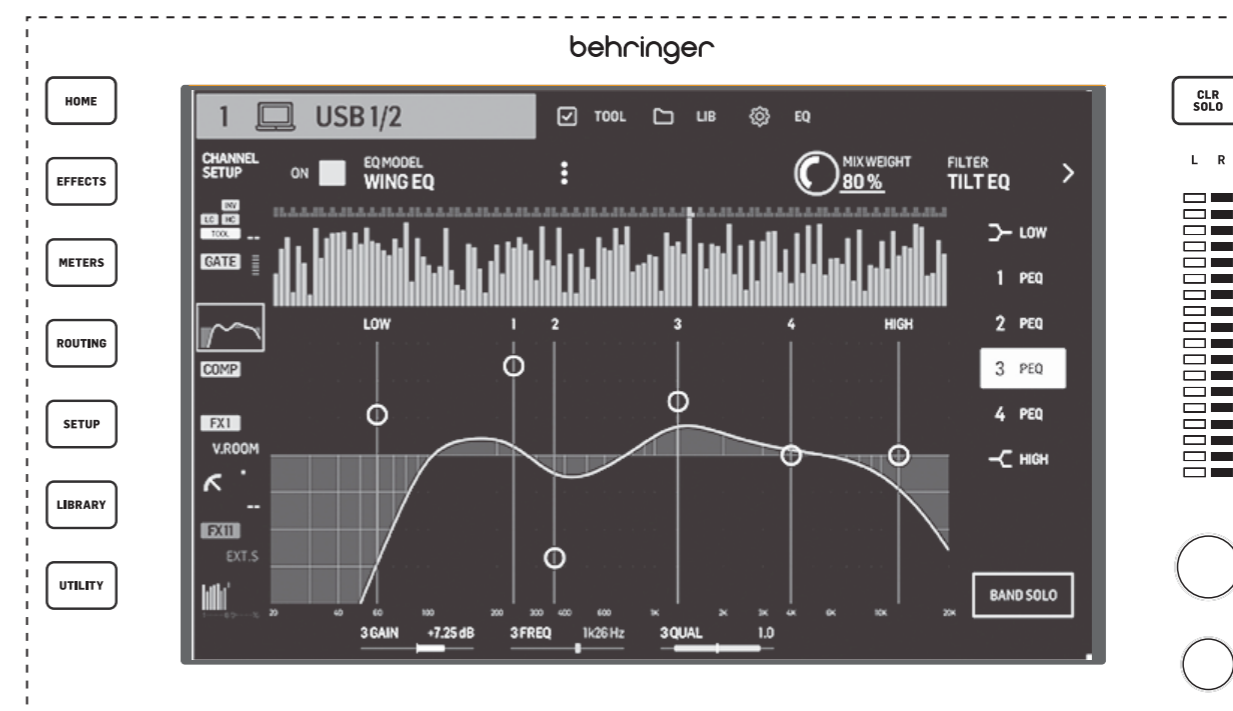 behringer
HOME
EFFECTS
METERS
ROUTING
SETUP
LIBRARY
UTILITY
CLR
SOLO
L R
1 USB 1/2
TOOL LIB EQ
CHANNEL
SETUP
ON
EQ MODEL
WING EQ
MIX WEIGHT
80 %
FILTER
TILT EQ
INV
LC HC
TOOL
--
GATE
COMP
FX1
V.ROOM
--
FX11
EXT.S
LOW 1 2 3 4 HIGH
20 40 60 100 200 300 400 600 1K 2K 3K 4K 6K 10K 20K
LOW
1 PEQ
2 PEQ
3 PEQ
4 PEQ
HIGH
BAND SOLO
3 GAIN +7.25 dB 3 FREQ 1k26 Hz 3 QUAL 1.0